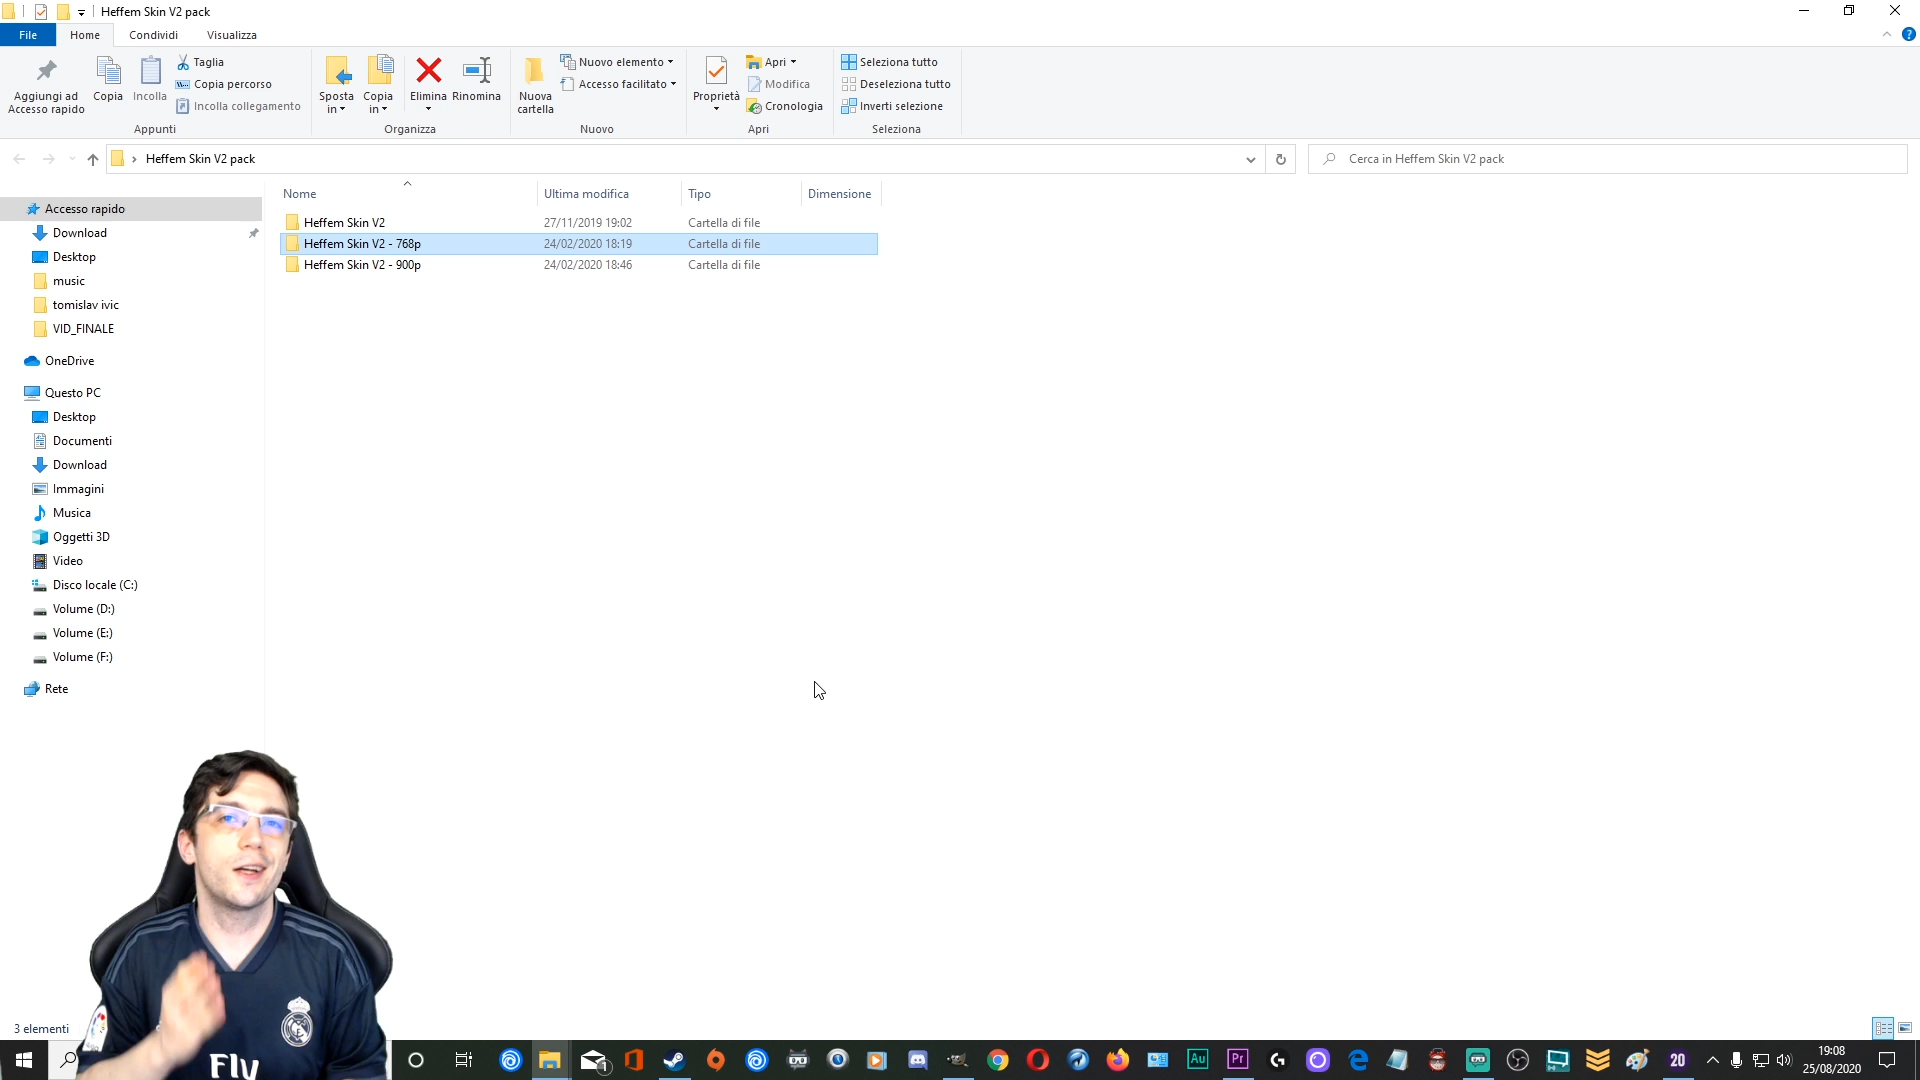 Heffem Skin V2 pack
File Home Condividi Visualizza
Aggiungi ad Accesso rapido
Copia
Incolla
Taglia
Copia percorso
Incolla collegamento
Appunti
Sposta in
Copia in
Elimina
Rinomina
Organizza
Nuova cartella
Nuovo elemento
Accesso facilitato
Nuovo
Proprietà
Apri
Modifica
Cronologia
Apri
Seleziona tutto
Deseleziona tutto
Inverti selezione
Seleziona
Heffem Skin V2 pack
Cerca in Heffem Skin V2 pack
Nome Ultima modifica Tipo Dimensione
Heffem Skin V2 27/11/2019 19:02 Cartella di file
Heffem Skin V2 - 768p 24/02/2020 18:19 Cartella di file
Heffem Skin V2 - 900p 24/02/2020 18:46 Cartella di file
Accesso rapido
Download
Desktop
music
tomislav ivic
VID_FINALE
OneDrive
Questo PC
Desktop
Documenti
Download
Immagini
Musica
Oggetti 3D
Video
Disco locale (C:)
Volume (D:)
Volume (E:)
Volume (F:)
Rete
3 elementi
Fly
1
Au
Pr
20
19:08
25/08/2020